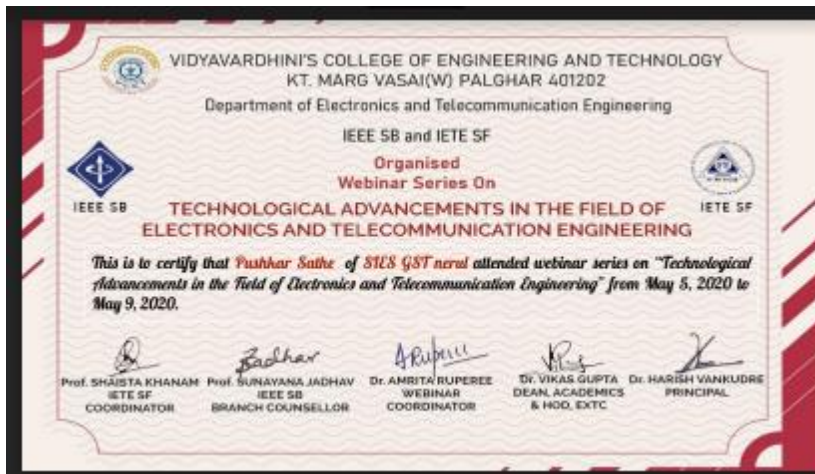 VIDYAVARDHINI'S COLLEGE OF ENGINEERING AND TECHNOLOGY
KT. MARG VASAI(W) PALGHAR 401202
Department of Electronics and Telecommunication Engineering
IEEE SB and IETE SF
Organised
Webinar Series On
IEEE SB
IETE SF
TECHNOLOGICAL ADVANCEMENTS IN THE FIELD OF
ELECTRONICS AND TELECOMMUNICATION ENGINEERING
This is to certify that Pushkar Sathe of SIES GST nerul attended webinar series on "Technological
Advancements in the Field of Electronics and Telecommunication Engineering" from May 5, 2020 to
May 9, 2020.
Prof. SHAISTA KHANAM
IETE SF
COORDINATOR
Prof. SUNAYANA JADHAV
IEEE SB
BRANCH COUNSELLOR
Dr. AMRITA RUPEREE
WEBINAR
COORDINATOR
Dr. VIKAS GUPTA
DEAN, ACADEMICS
& HOD, EXTC
Dr. HARISH VANKUDRE
PRINCIPAL